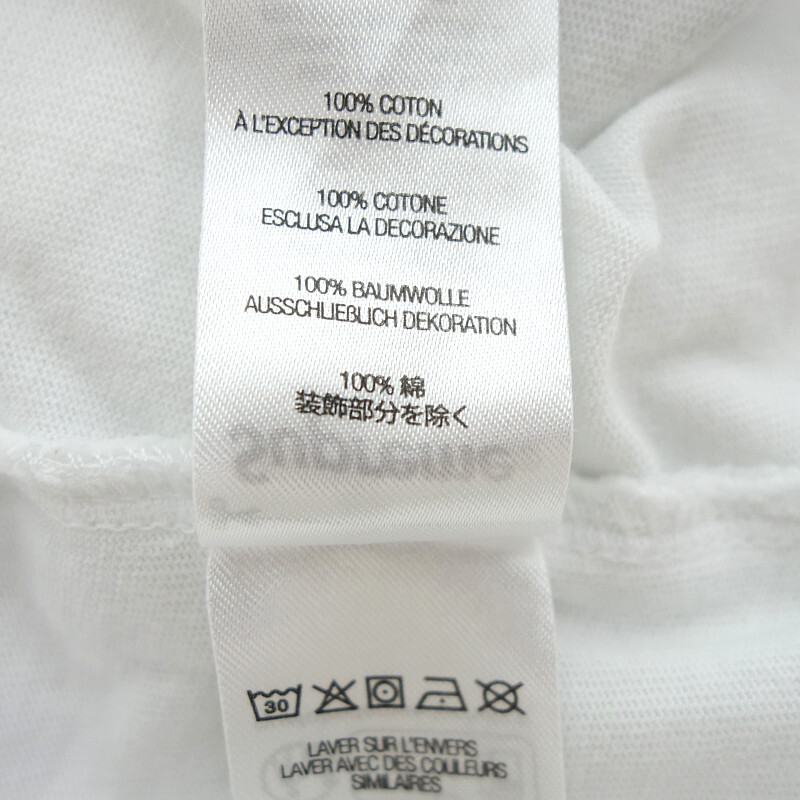 100% COTON
À L'EXCEPTION DES DÉCORATIONS
100% COTONE
ESCLUSA LA DECORAZIONE
100% BAUMWOLLE
AUSSCHLIEßLICH DEKORATION
100% 綿
装飾部分を除く
Supreme
30
LAVER SUR L'ENVERS
LAVER AVEC DES COULEURS
SIMILAIRES